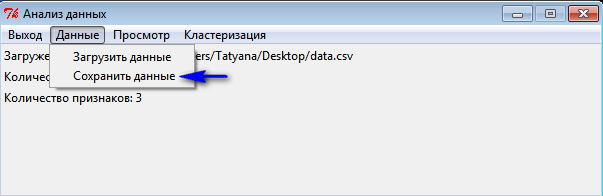 Анализ данных
Выход Данные Просмотр Кластеризация
Загруже ers/Tatyana/Desktop/data.csv
Загрузить данные
Сохранить данные
Количес
Количество признаков: 3